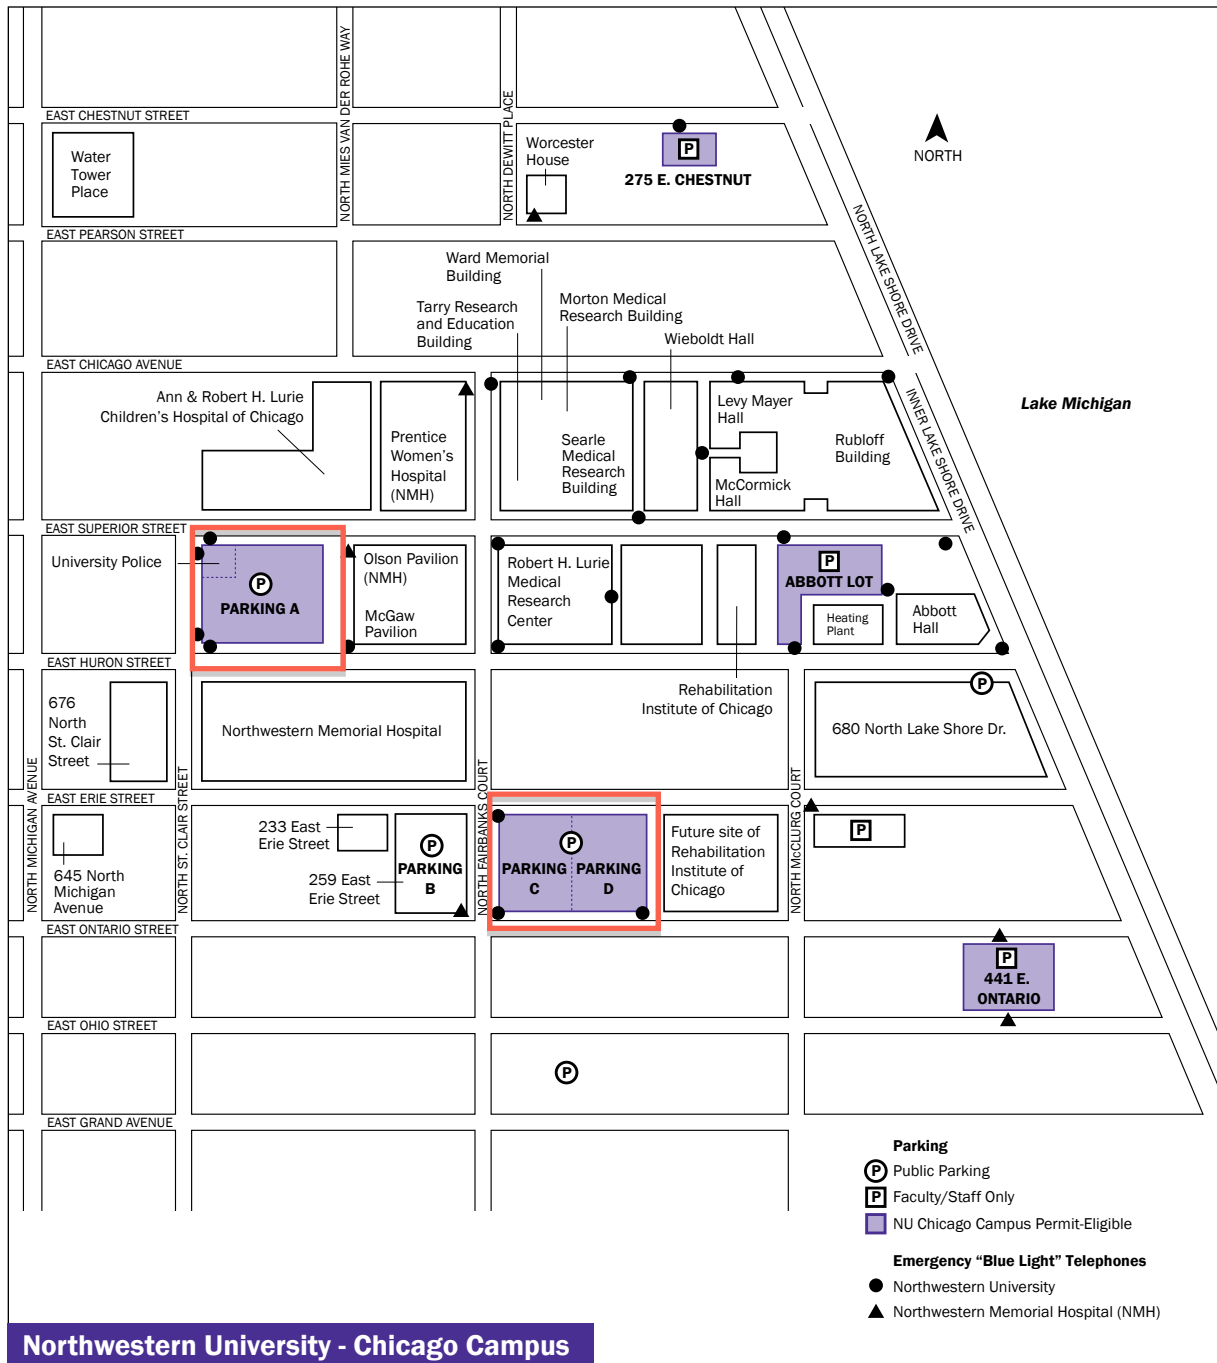 NORTH MIES VAN DER ROHE WAY
NORTH DEWITT PLACE
EAST CHESTNUT STREET
Water
Tower
Place
Worcester
House
P
275 E. CHESTNUT
NORTH
EAST PEARSON STREET
NORTH LAKE SHORE DRIVE
Ward Memorial
Building
Tarry Research
and Education
Building
Morton Medical
Research Building
Wieboldt Hall
EAST CHICAGO AVENUE
INNER LAKE SHORE DRIVE
Lake Michigan
Ann & Robert H. Lurie
Children's Hospital of Chicago
Prentice
Women's
Hospital
(NMH)
Searle
Medical
Research
Building
Levy Mayer
Hall
McCormick
Hall
Rubloff
Building
EAST SUPERIOR STREET
University Police
P
PARKING A
Olson Pavilion
(NMH)
McGaw
Pavilion
Robert H. Lurie
Medical
Research
Center
P
ABBOTT LOT
Heating
Plant
Abbott
Hall
EAST HURON STREET
676
North
St. Clair
Street
Northwestern Memorial Hospital
Rehabilitation
Institute of Chicago
P
680 North Lake Shore Dr.
NORTH MICHIGAN AVENUE
NORTH ST. CLAIR STREET
NORTH FAIRBANKS COURT
NORTH McCLURG COURT
EAST ERIE STREET
645 North
Michigan
Avenue
233 East
Erie Street
259 East
Erie Street
P
PARKING
B
P
PARKING
C
PARKING
D
Future site of
Rehabilitation
Institute of
Chicago
P
EAST ONTARIO STREET
P
441 E.
ONTARIO
EAST OHIO STREET
P
EAST GRAND AVENUE
Parking
P Public Parking
P Faculty/Staff Only
NU Chicago Campus Permit-Eligible
Emergency “Blue Light” Telephones
Northwestern University
Northwestern Memorial Hospital (NMH)
Northwestern University - Chicago Campus